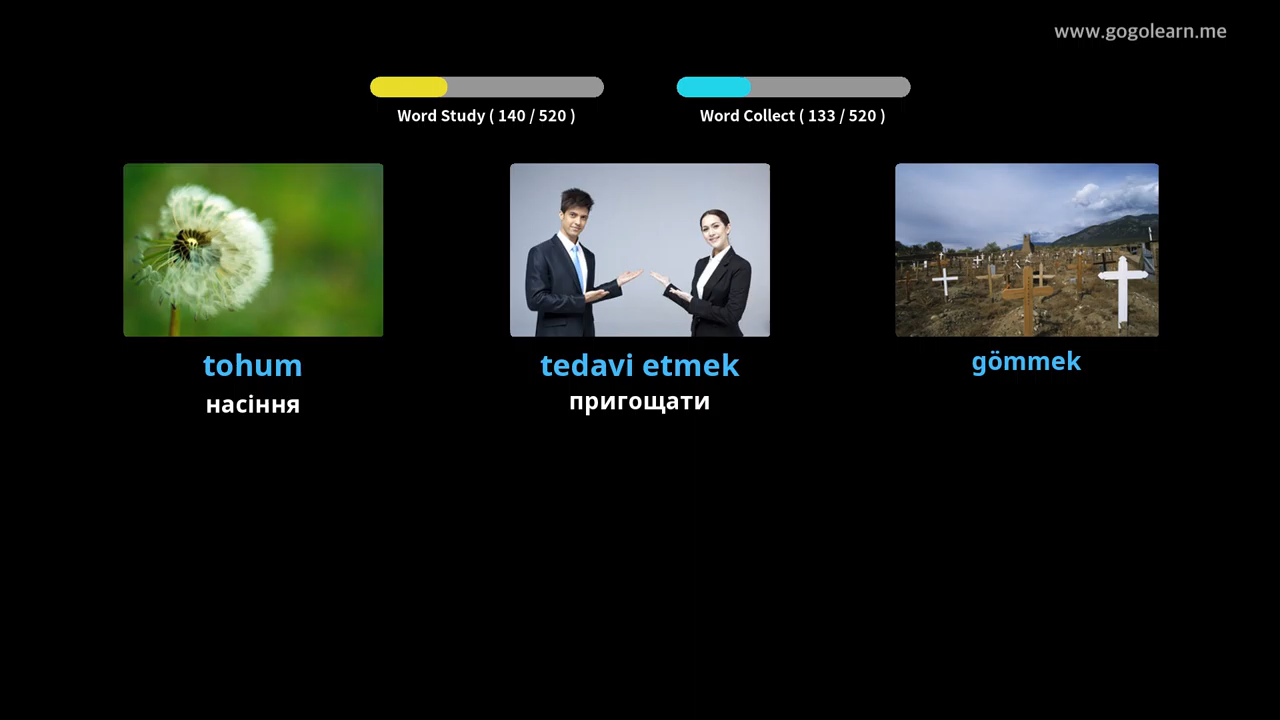 www.gogolearn.me
Word Study ( 140 / 520 )
Word Collect ( 133 / 520 )
tohum
насіння
tedavi etmek
пригощати
gömmek